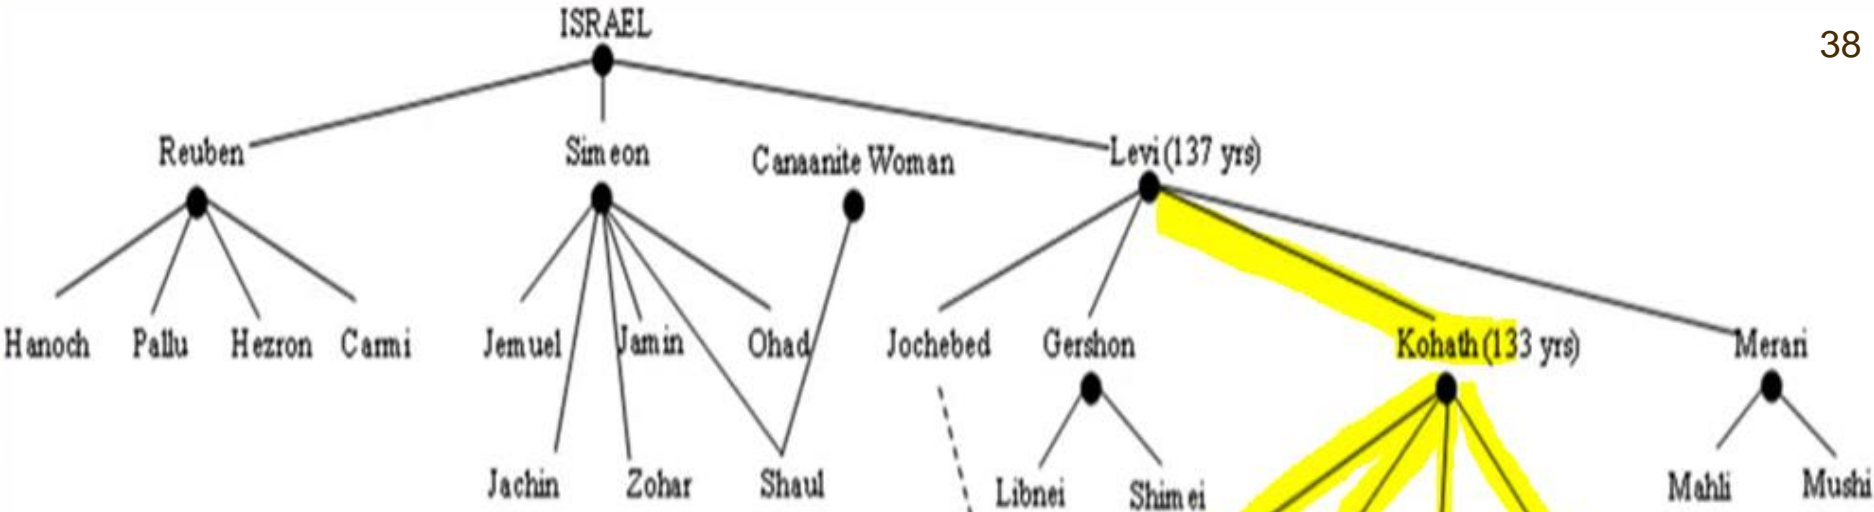 ISRAEL
38
Reuben
Simeon
Canaanite Woman
Levi (137 yrs)
Hanoch
Pallu
Hezron
Carmi
Jemuel
Jamin
Ohad
Jochebed
Gershon
Kohath (133 yrs)
Merari
Jachin
Zohar
Shaul
Libnei
Shimei
Mahli
Mushi